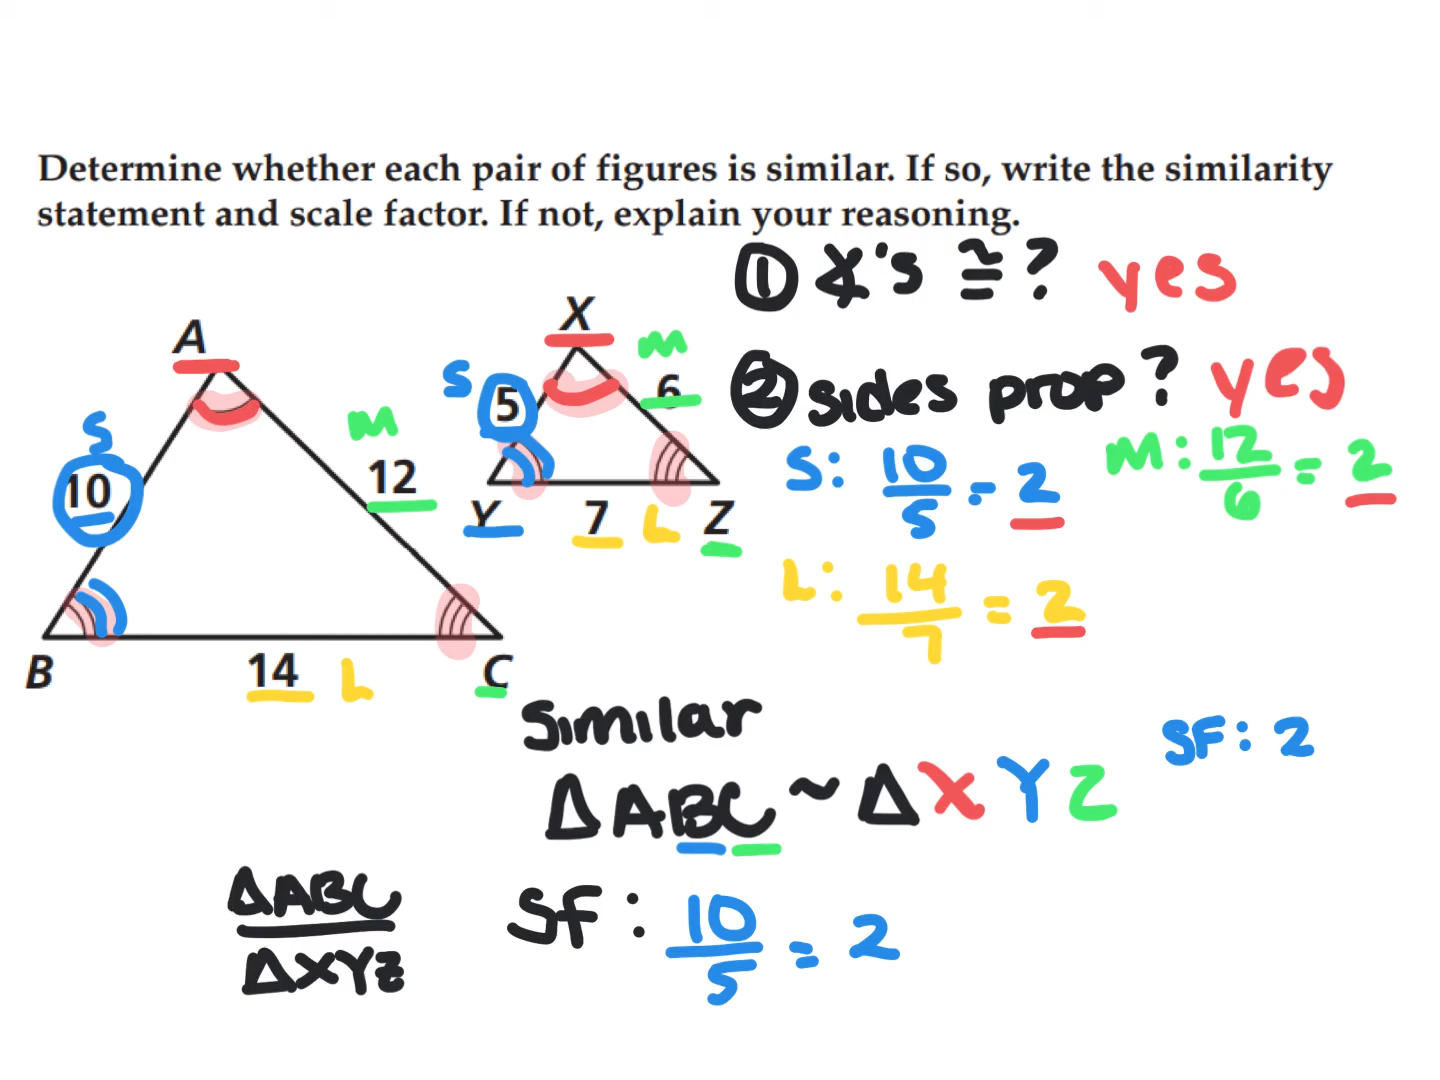 Determine whether each pair of figures is similar. If so, write the similarity
statement and scale factor. If not, explain your reasoning.
① ∡'s ≅ ? yes
② sides prop? yes
S: 10/5 = 2
M: 12/6 = 2
L: 14/7 = 2
A
S
10
M
12
B
14 L
C
X
S
5
M
6
Y
7 L
Z
Similar
SF: 2
ΔABC ~ ΔXYZ
ΔABC/ΔXYZ
SF: 10/5 = 2